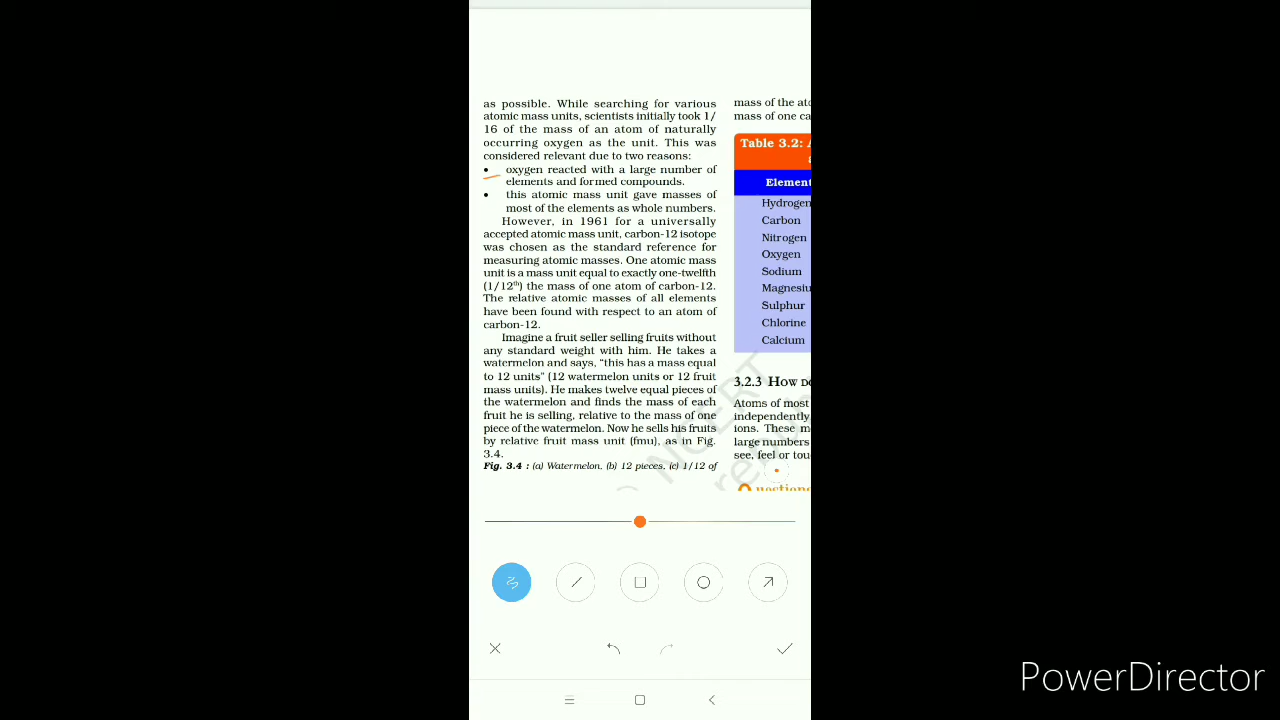 as possible. While searching for various
atomic mass units, scientists initially took 1/
16 of the mass of an atom of naturally
occurring oxygen as the unit. This was
considered relevant due to two reasons:
• oxygen reacted with a large number of
elements and formed compounds.
• this atomic mass unit gave masses of
most of the elements as whole numbers.
However, in 1961 for a universally
accepted atomic mass unit, carbon-12 isotope
was chosen as the standard reference for
measuring atomic masses. One atomic mass
unit is a mass unit equal to exactly one-twelfth
(1/12th) the mass of one atom of carbon-12.
The relative atomic masses of all elements
have been found with respect to an atom of
carbon-12.
Imagine a fruit seller selling fruits without
any standard weight with him. He takes a
watermelon and says, "this has a mass equal
to 12 units" (12 watermelon units or 12 fruit
mass units). He makes twelve equal pieces of
the watermelon and finds the mass of each
fruit he is selling, relative to the mass of one
piece of the watermelon. Now he sells his fruits
by relative fruit mass unit (fmu), as in Fig.
3.4.
Fig. 3.4 : (a) Watermelon, (b) 12 pieces, (c) 1/12 of
mass of the
mass of one
Table 3.2:
Element
Hydrogen
Carbon
Nitrogen
Oxygen
Sodium
Sulphur
Chlorine
Calcium
3.2.3 HOW
Atoms of most
independently
ions. These
large numbers
see, feel or
© NCERT
PowerDirector